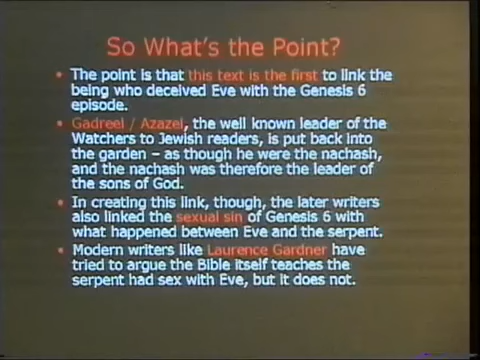 So What's the Point?
The point is that this text is the first to link the
being who deceived Eve with the Genesis 6
episode.
Gadreel / Azazel, the well known leader of the
Watchers to Jewish readers, is put back into
the garden – as though he were the nachash,
and the nachash was therefore the leader of
the sons of God.
In creating this link, though, the later writers
also linked the sexual sin of Genesis 6 with
what happened between Eve and the serpent.
Modern writers like Laurence Gardner have
tried to argue the Bible itself teaches the
serpent had sex with Eve, but it does not.